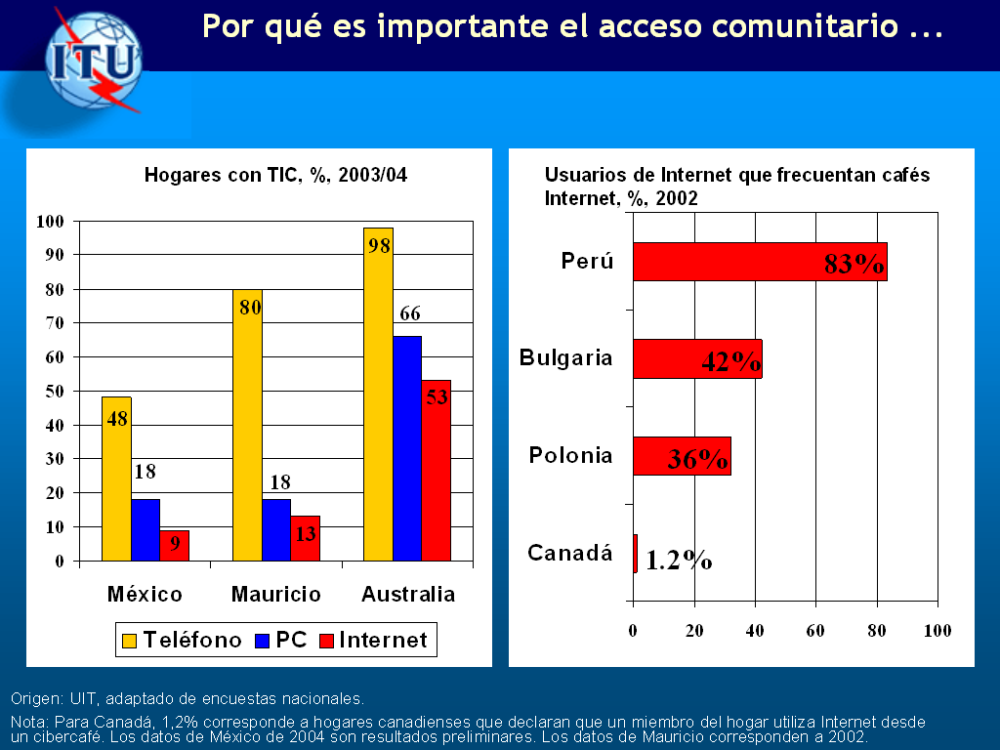 Por qué es importante el acceso comunitario ...
ITU
Hogares con TIC, %, 2003/04
100
90
80
70
60
50
40
30
20
10
0
48
18
9
80
18
13
98
66
53
México Mauricio Australia
Teléfono PC Internet
Usuarios de Internet que frecuentan cafés
Internet, %, 2002
Perú 83%
Bulgaria 42%
Polonia 36%
Canadá 1.2%
0 20 40 60 80 100
Origen: UIT, adaptado de encuestas nacionales.
Nota: Para Canadá, 1,2% corresponde a hogares canadienses que declaran que un miembro del hogar utiliza Internet desde
un cibercafé. Los datos de México de 2004 son resultados preliminares. Los datos de Mauricio corresponden a 2002.